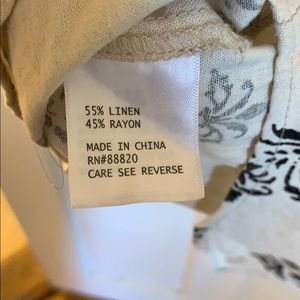 55% LINEN
45% RAYON
MADE IN CHINA
RN#88820
CARE SEE REVERSE